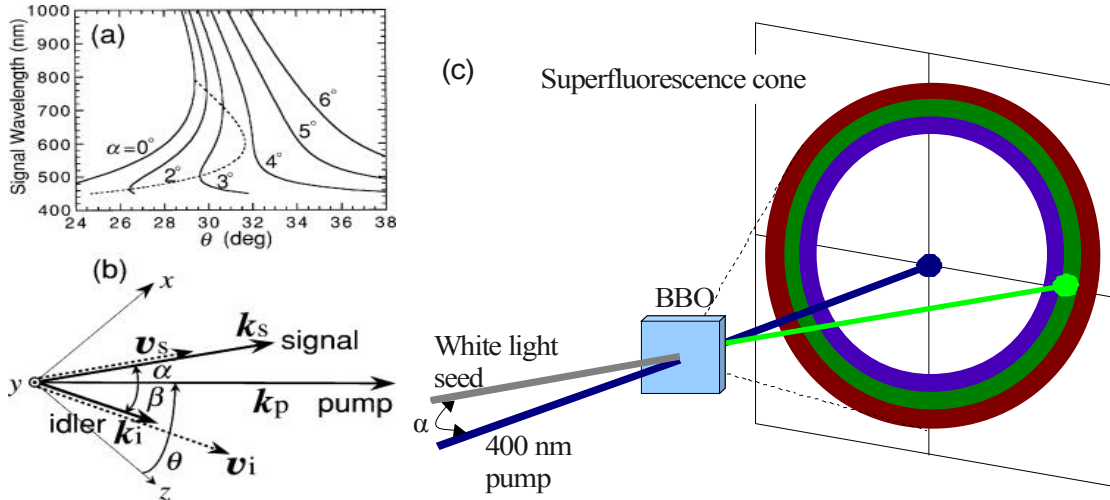 (a)
Signal Wavelength (nm)
1000
900
800
700
600
500
400
24 26 28 30 32 34 36 38
θ (deg)
α=0°
2°
3°
4°
5°
6°
(b)
x
y
z
k_s signal
v_s
α
β
k_p pump
idler
k_i
v_i
θ
(c)
Superfluorescence cone
BBO
White light
seed
α
400 nm
pump